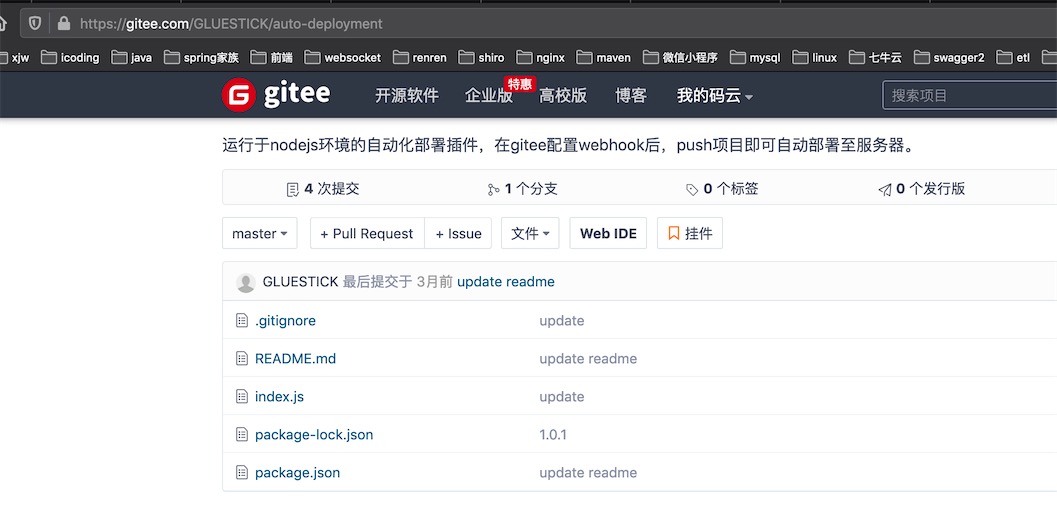 https://gitee.com/GLUESTICK/auto-deployment
xjw icoding java spring家族 前端 websocket renren shiro nginx maven 微信小程序 mysql linux 七牛云 swagger2 etl
G gitee 开源软件 企业版 特惠 高校版 博客 我的码云 搜索项目
运行于nodejs环境的自动化部署插件，在gitee配置webhook后，push项目即可自动部署至服务器。
4 次提交 1 个分支 0 个标签 0 个发行版
master + Pull Request + Issue 文件 Web IDE 挂件
GLUESTICK 最后提交于 3月前 update readme
.gitignore update
README.md update readme
index.js update
package-lock.json 1.0.1
package.json update readme